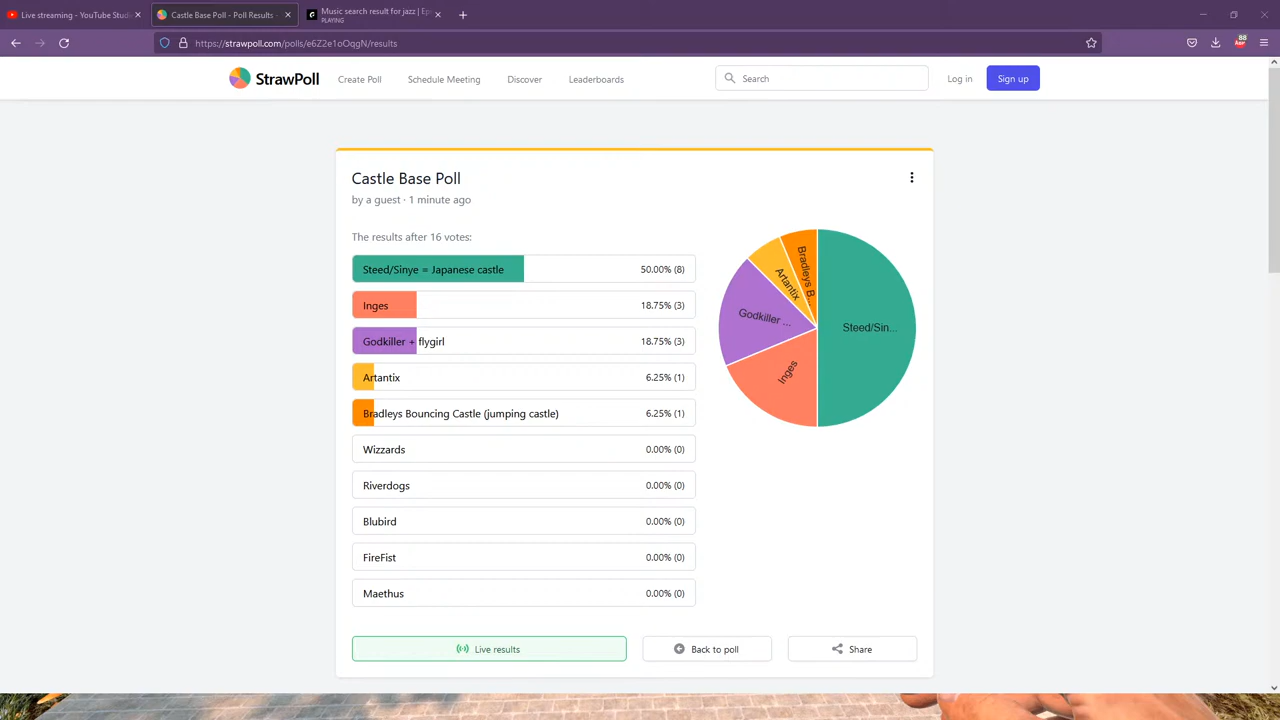 Live streaming - YouTube Studi
Castle Base Poll - Poll Results -
Music search result for jazz | Epi
PLAYING
https://strawpoll.com/polls/e6Z2e1oOqgN/results
88
StrawPoll
Create Poll
Schedule Meeting
Discover
Leaderboards
Search
Log in
Sign up
Castle Base Poll
by a guest · 1 minute ago
The results after 16 votes:
Steed/Sinye = Japanese castle 50.00% (8)
Inges 18.75% (3)
Godkiller + flygirl 18.75% (3)
Artantix 6.25% (1)
Bradleys Bouncing Castle (jumping castle) 6.25% (1)
Wizzards 0.00% (0)
Riverdogs 0.00% (0)
Blubird 0.00% (0)
FireFist 0.00% (0)
Maethus 0.00% (0)
Bradleys B...
Artantix
Godkiller ...
Steed/Sin...
Inges
Live results
Back to poll
Share